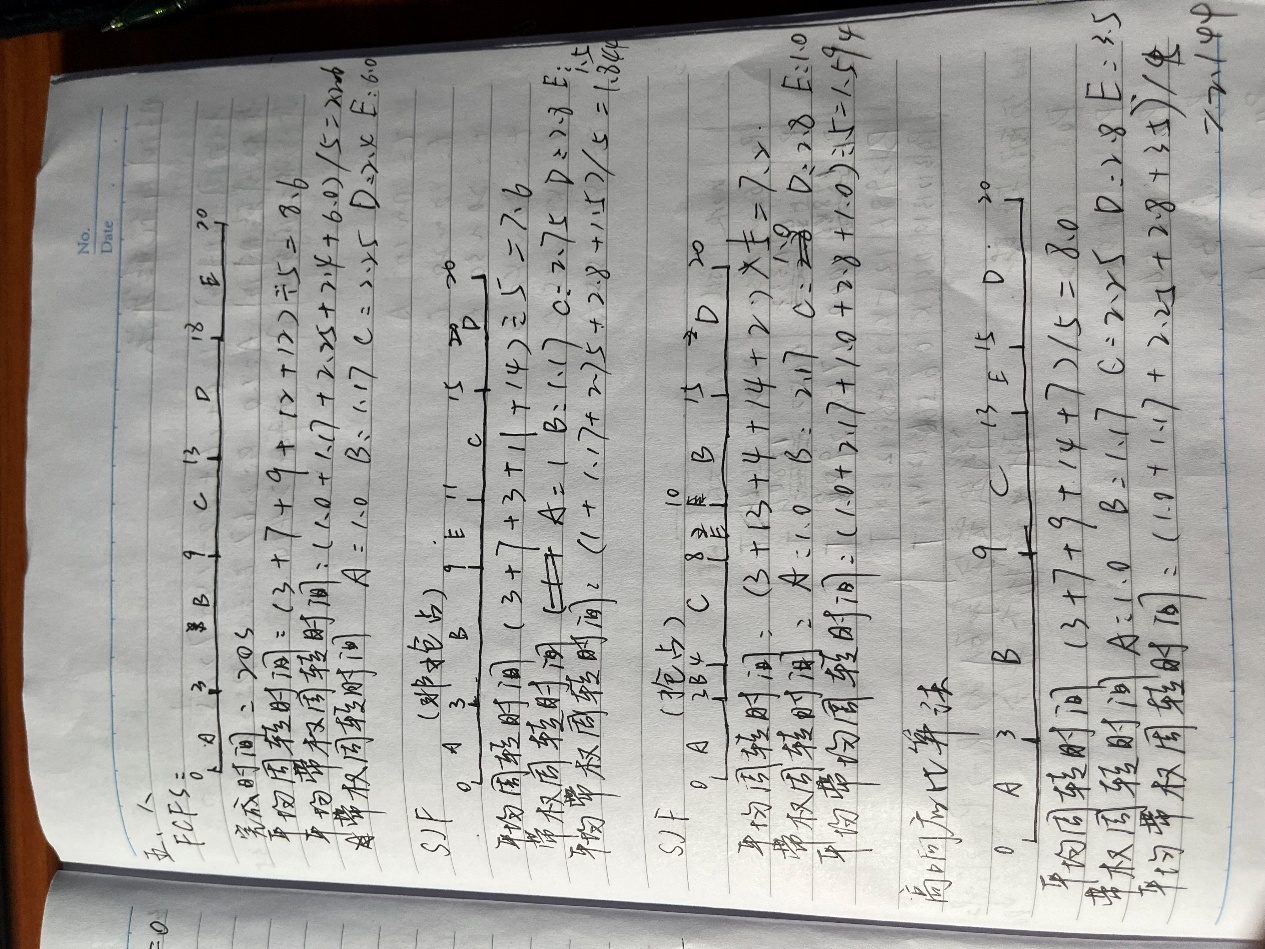 No.
Date
五、八
FCFS:
0 A 3 B 9 C 13 D 18 E 20
完成时间: 20s
平均周转时间: (3+7+9+12+12)÷5=8.6
平均带权周转时间: (1.0+1.17+2.25+2.4+6.0)/5=
带权周转时间 A=1.0 B:1.17 C=2.25 D=2.4 E:6.0
SJF (非抢占)
0 A 3 B 9 E 11 C 15 D 20
平均周转时间 (3+7+3+11+14)÷5=7.6
带权周转时间 A=1 B:1.17 C=2.75 D=2.8 E:1.5
平均带权周转时间: (1+1.17+2.75+2.8+1.5)/5=1.844
SJF (抢占)
0 A 3 B 4 C 8 E 10 B 15 D 20
平均周转时间: (3+13+4+14+2)×1/5=7.2
带权周转时间: A=1.0 B:2.17 C=1.0 D:2.8 E:1.0
平均带均周转时间: (1.0+2.17+1.0+2.8+1.0)÷5=1.594
高响应比算法
0 A 3 B 9 C 13 E 15 D 20
平均周转时间 (3+7+9+14+7)/5=8.0
带权周转时间 A=1.0 B=1.17 C=2.25 D=2.8 E=3.5
平均带权周转时间: (1.0+1.17+2.25+2.8+3.5)/
=2.144
=0